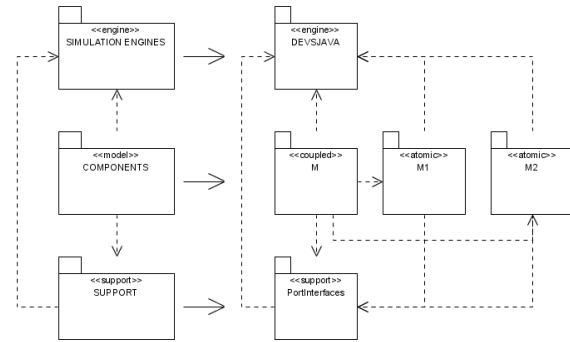 <<engine>>
SIMULATION ENGINES
<<engine>>
DEVSJAVA
<<model>>
COMPONENTS
<<coupled>>
M
<<atomic>>
M1
<<atomic>>
M2
<<support>>
SUPPORT
<<support>>
PortInterfaces